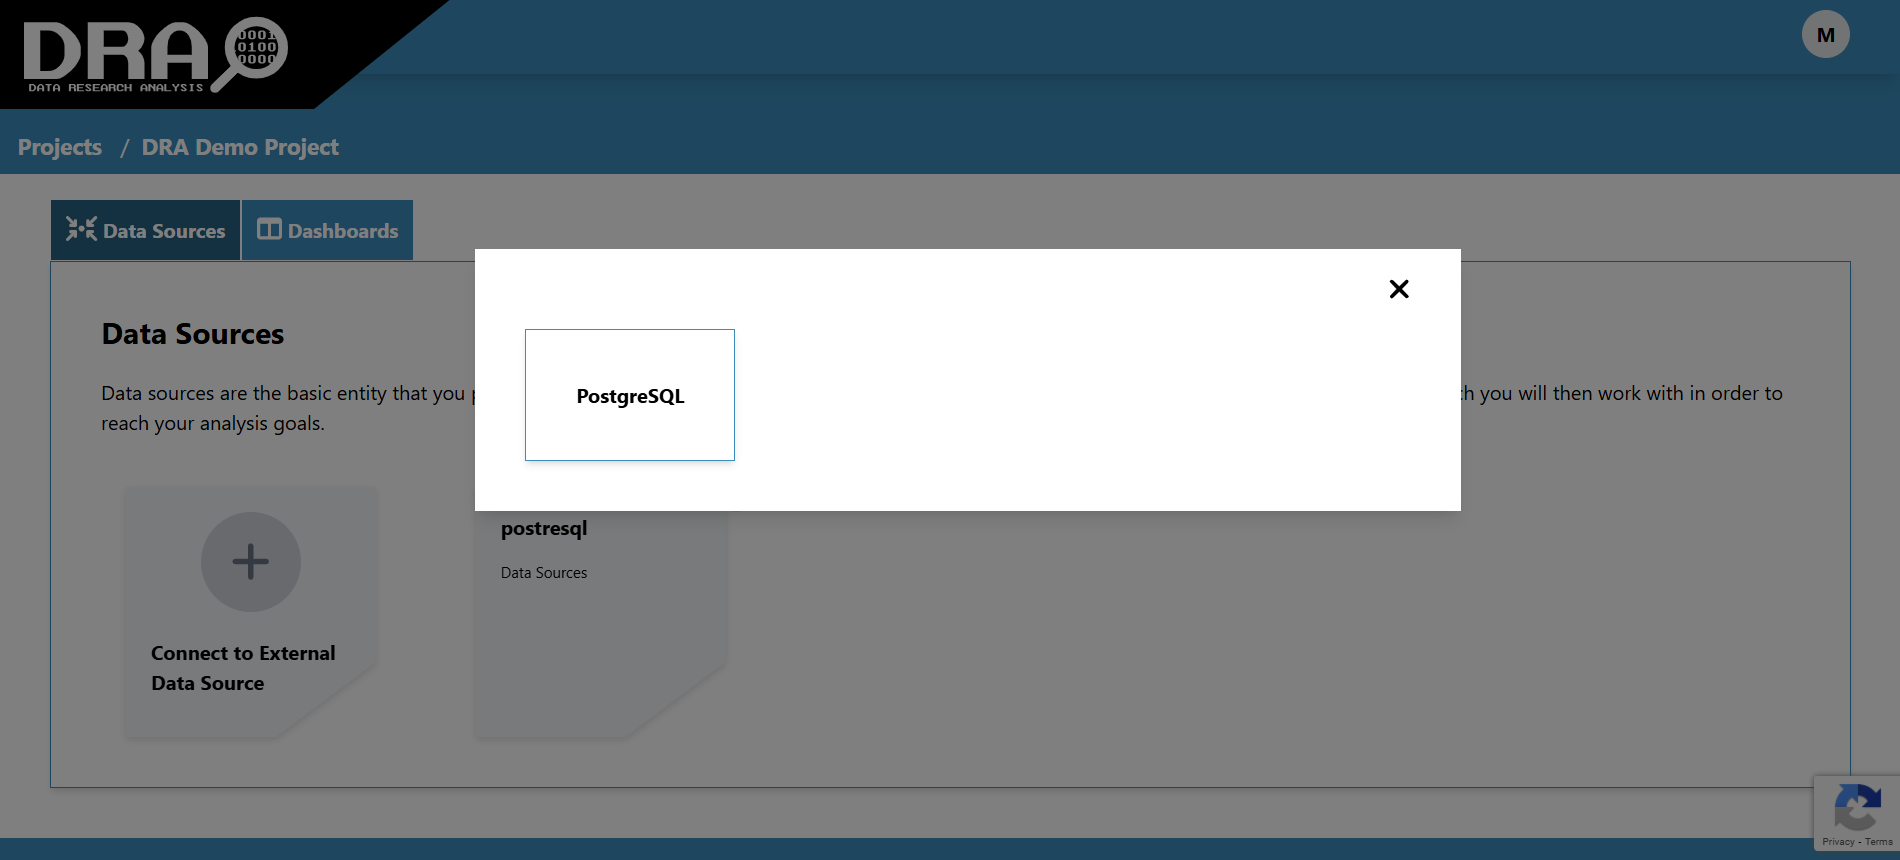 DRA
0001
0100
0000
DATA RESEARCH ANALYSIS
M
Projects / DRA Demo Project
Data Sources
Dashboards
Data Sources
Data sources are the basic entity that you
you will then work with in order to
reach your analysis goals.
PostgreSQL
postresql
Data Sources
Connect to External
Data Source
Privacy - Terms